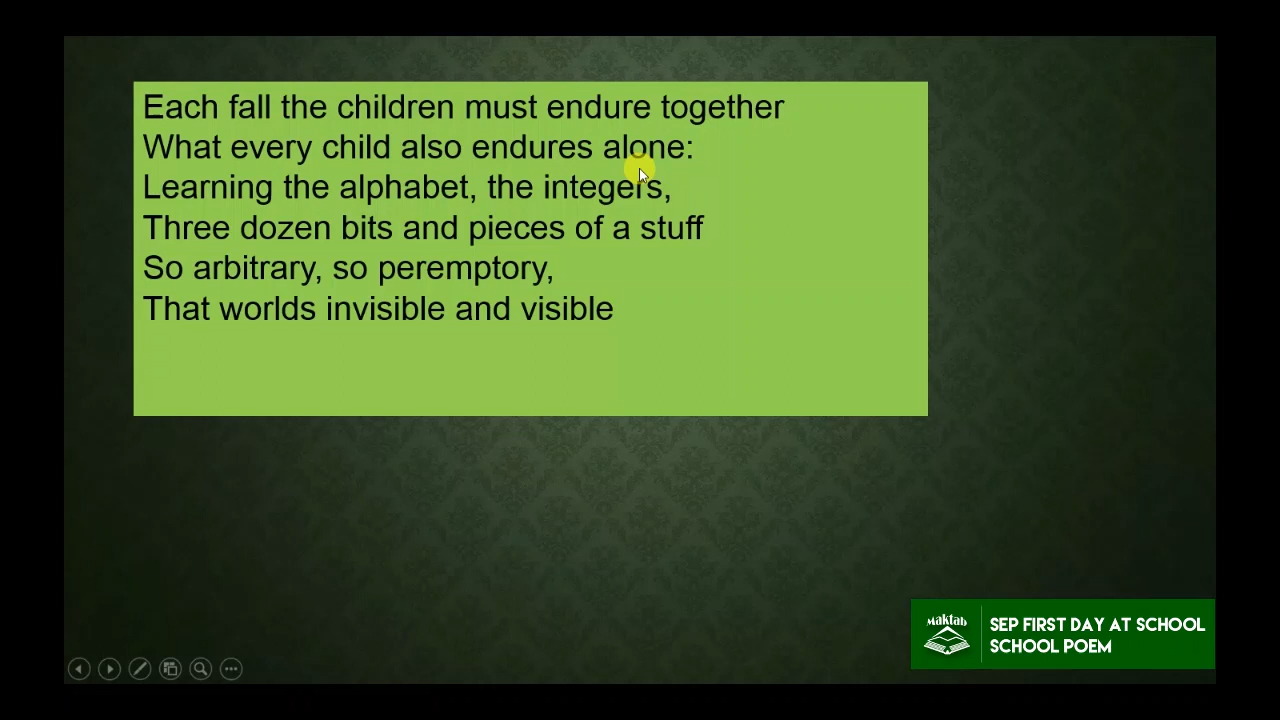 Each fall the children must endure together
What every child also endures alone:
Learning the alphabet, the integers,
Three dozen bits and pieces of a stuff
So arbitrary, so peremptory,
That worlds invisible and visible
Maktab
SEP FIRST DAY AT SCHOOL
SCHOOL POEM